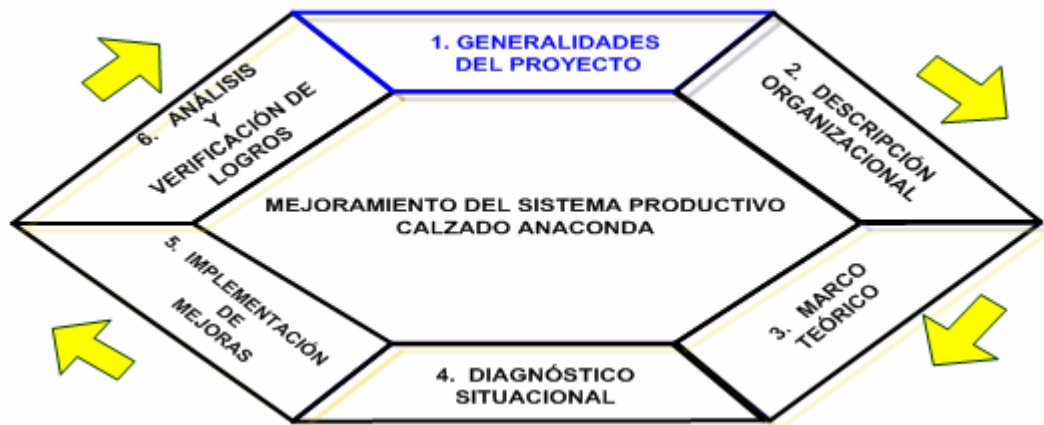 1. GENERALIDADES
DEL PROYECTO
2. DESCRIPCIÓN
ORGANIZACIONAL
3. MARCO
TEÓRICO
4. DIAGNÓSTICO
SITUACIONAL
5. IMPLEMENTACIÓN
DE
MEJORAS
6. ANÁLISIS
Y
VERIFICACIÓN DE
LOGROS
MEJORAMIENTO DEL SISTEMA PRODUCTIVO
CALZADO ANACONDA